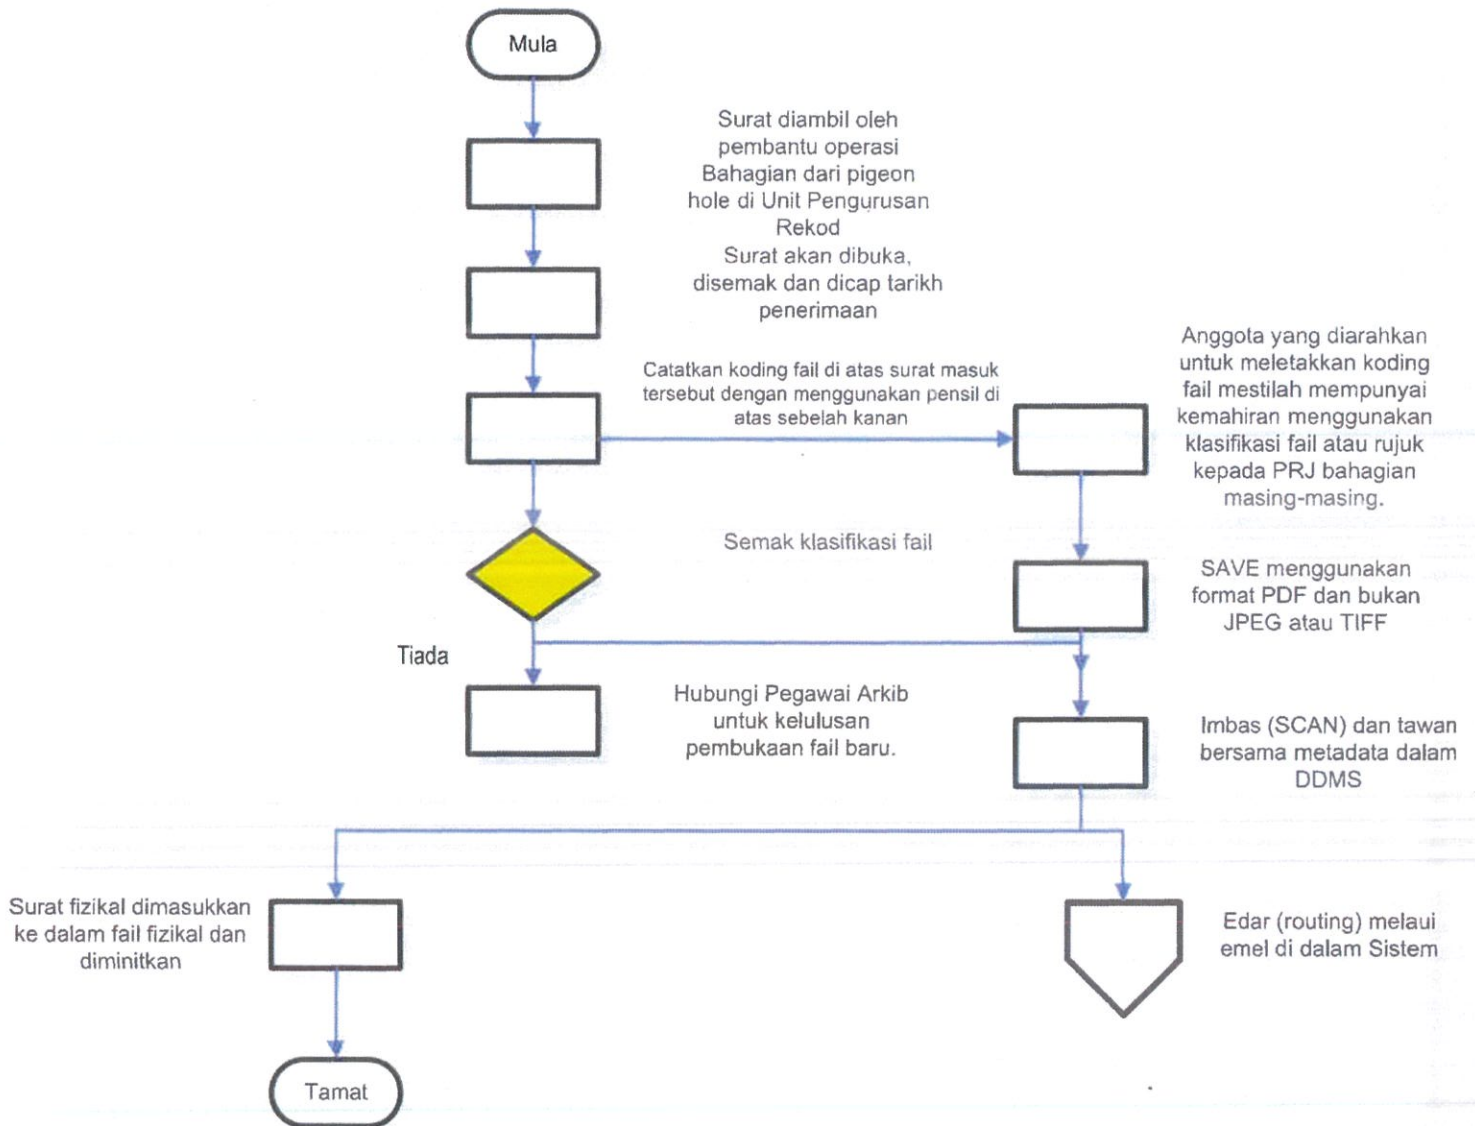 Mula
Surat diambil oleh
pembantu operasi
Bahagian dari pigeon
hole di Unit Pengurusan
Rekod
Surat akan dibuka,
disemak dan dicap tarikh
penerimaan
Catatkan koding fail di atas surat masuk
tersebut dengan menggunakan pensil di
atas sebelah kanan
Anggota yang diarahkan
untuk meletakkan koding
fail mestilah mempunyai
kemahiran menggunakan
klasifikasi fail atau rujuk
kepada PRJ bahagian
masing-masing.
Semak klasifikasi fail
SAVE menggunakan
format PDF dan bukan
JPEG atau TIFF
Tiada
Hubungi Pegawai Arkib
untuk kelulusan
pembukaan fail baru.
Imbas (SCAN) dan tawan
bersama metadata dalam
DDMS
Surat fizikal dimasukkan
ke dalam fail fizikal dan
diminitkan
Edar (routing) melaui
emel di dalam Sistem
Tamat